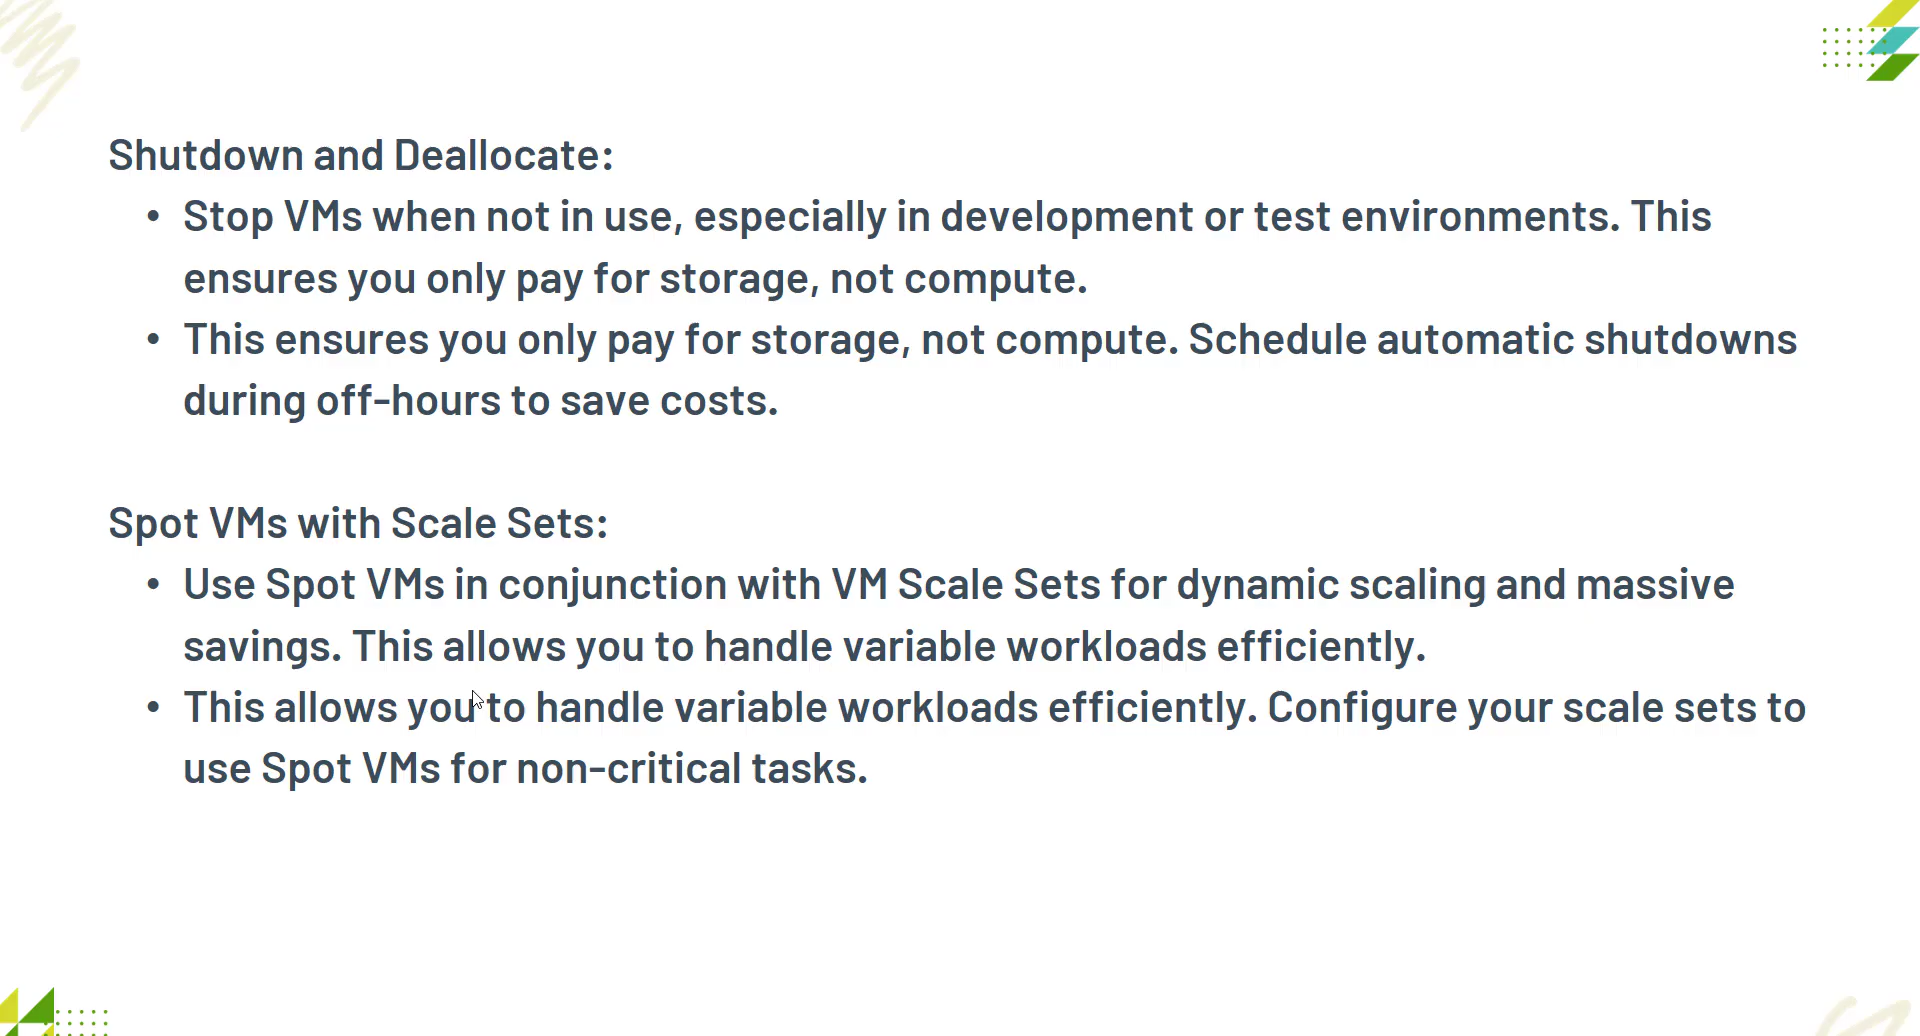 Shutdown and Deallocate:
• Stop VMs when not in use, especially in development or test environments. This
ensures you only pay for storage, not compute.
• This ensures you only pay for storage, not compute. Schedule automatic shutdowns
during off-hours to save costs.
Spot VMs with Scale Sets:
• Use Spot VMs in conjunction with VM Scale Sets for dynamic scaling and massive
savings. This allows you to handle variable workloads efficiently.
• This allows you to handle variable workloads efficiently. Configure your scale sets to
use Spot VMs for non-critical tasks.